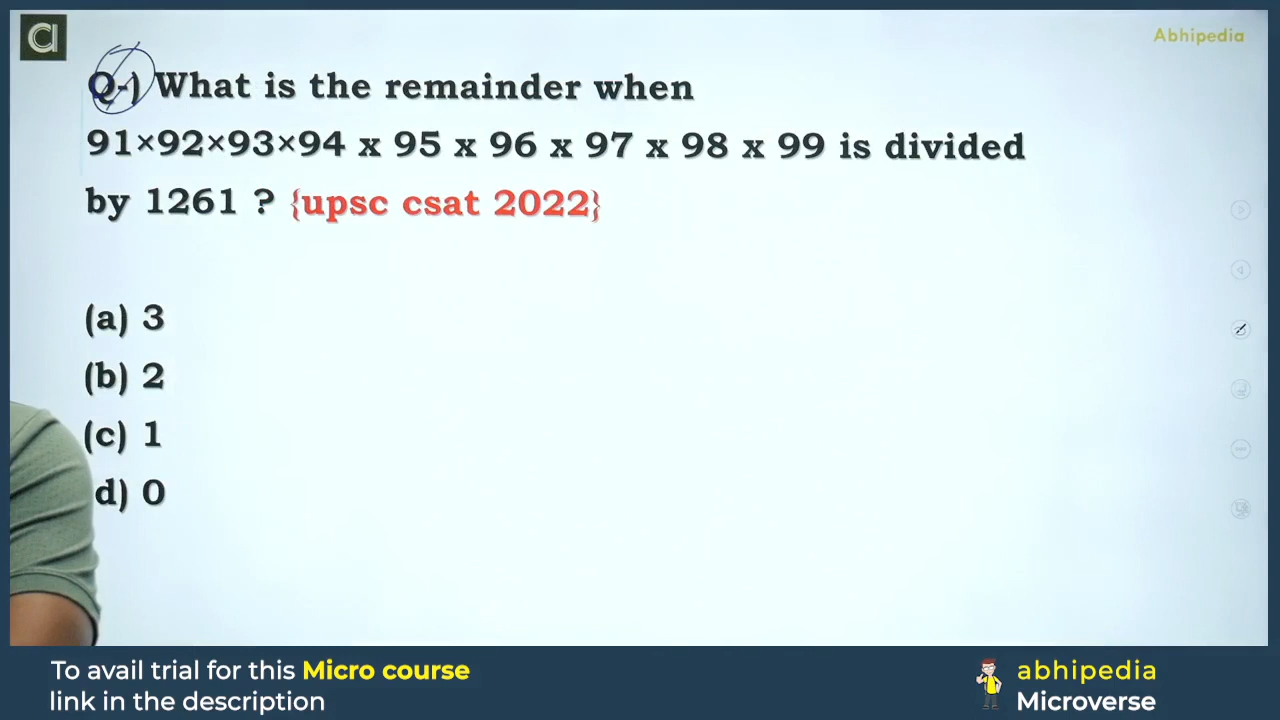 Abhipedia
Q-) What is the remainder when
91×92×93×94 x 95 x 96 x 97 x 98 x 99 is divided
by 1261 ? {upsc csat 2022}
(a) 3
(b) 2
(c) 1
d) 0
To avail trial for this Micro course
link in the description
abhipedia
Microverse